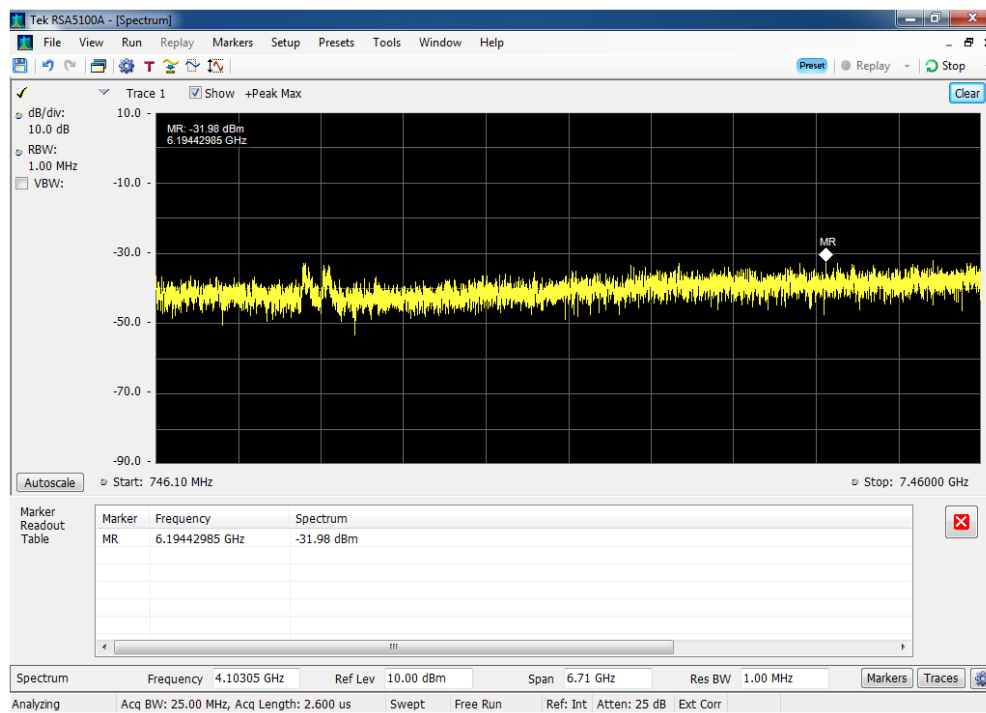 Tek RSA5100A - [Spectrum]
File View Run Replay Markers Setup Presets Tools Window Help
T Preset Replay Stop
Trace 1 Show +Peak Max Clear
dB/div:
10.0 dB
RBW:
1.00 MHz
VBW:
10.0
MR: -31.98 dBm
6.19442985 GHz
-10.0
-30.0
MR
-50.0
-70.0
-90.0
Autoscale Start: 746.10 MHz Stop: 7.46000 GHz
Marker
Readout
Table
Marker Frequency Spectrum
MR 6.19442985 GHz -31.98 dBm
Spectrum Frequency 4.10305 GHz Ref Lev 10.00 dBm Span 6.71 GHz Res BW 1.00 MHz Markers Traces
Analyzing Acq BW: 25.00 MHz, Acq Length: 2.600 us Swept Free Run Ref: Int Atten: 25 dB Ext Corr